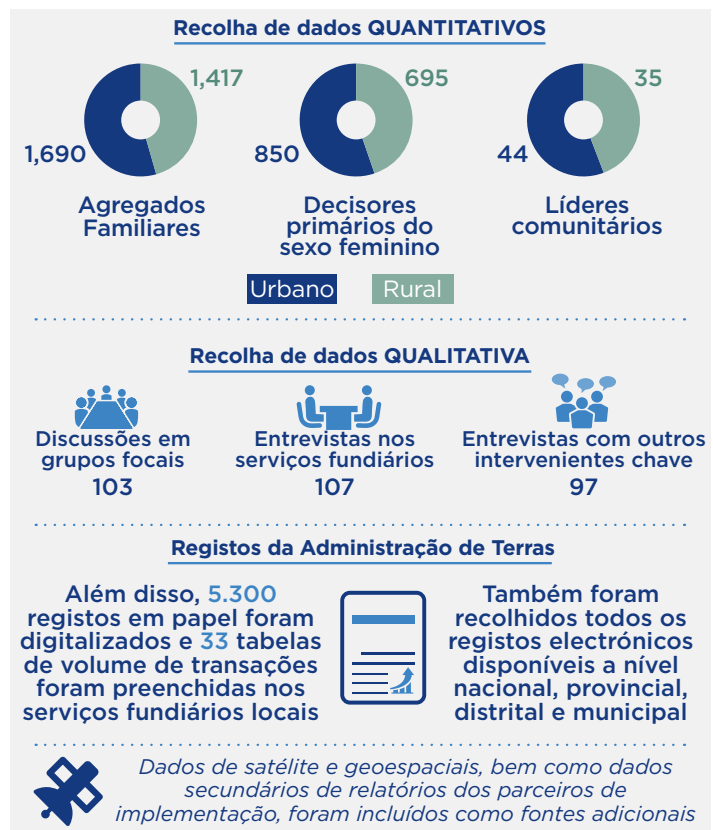 Recolha de dados QUANTITATIVOS
1,417
1,690
Agregados
Familiares
695
850
Decisores
primários do
sexo feminino
35
44
Líderes
comunitários
Urbano
Rural
Recolha de dados QUALITATIVA
Discussões em
grupos focais
103
Entrevistas nos
serviços fundiários
107
Entrevistas com outros
intervenientes chave
97
Registos da Administração de Terras
Além disso, 5.300
registos em papel foram
digitalizados e 33 tabelas
de volume de transações
foram preenchidas nos
serviços fundiários locais
Também foram
recolhidos todos os
registos electrónicos
disponíveis a nível
nacional, provincial,
distrital e municipal
Dados de satélite e geoespaciais, bem como dados
secundários de relatórios dos parceiros de
implementação, foram incluídos como fontes adicionais